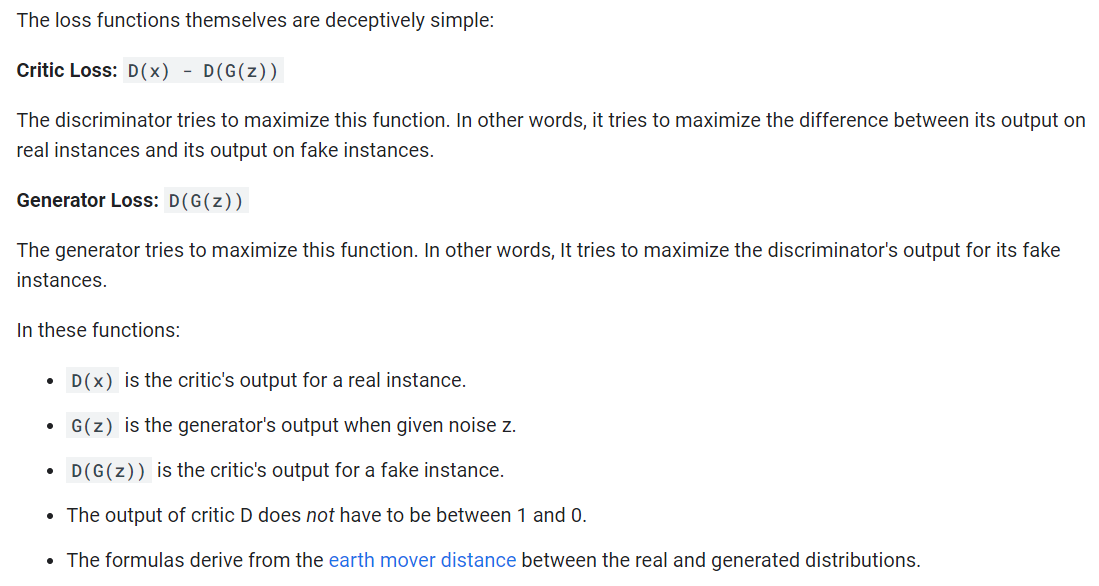 The loss functions themselves are deceptively simple:
Critic Loss: D(x) - D(G(z))
The discriminator tries to maximize this function. In other words, it tries to maximize the difference between its output on
real instances and its output on fake instances.
Generator Loss: D(G(z))
The generator tries to maximize this function. In other words, It tries to maximize the discriminator's output for its fake
instances.
In these functions:
• D(x) is the critic's output for a real instance.
• G(z) is the generator's output when given noise z.
• D(G(z)) is the critic's output for a fake instance.
• The output of critic D does not have to be between 1 and 0.
• The formulas derive from the earth mover distance between the real and generated distributions.